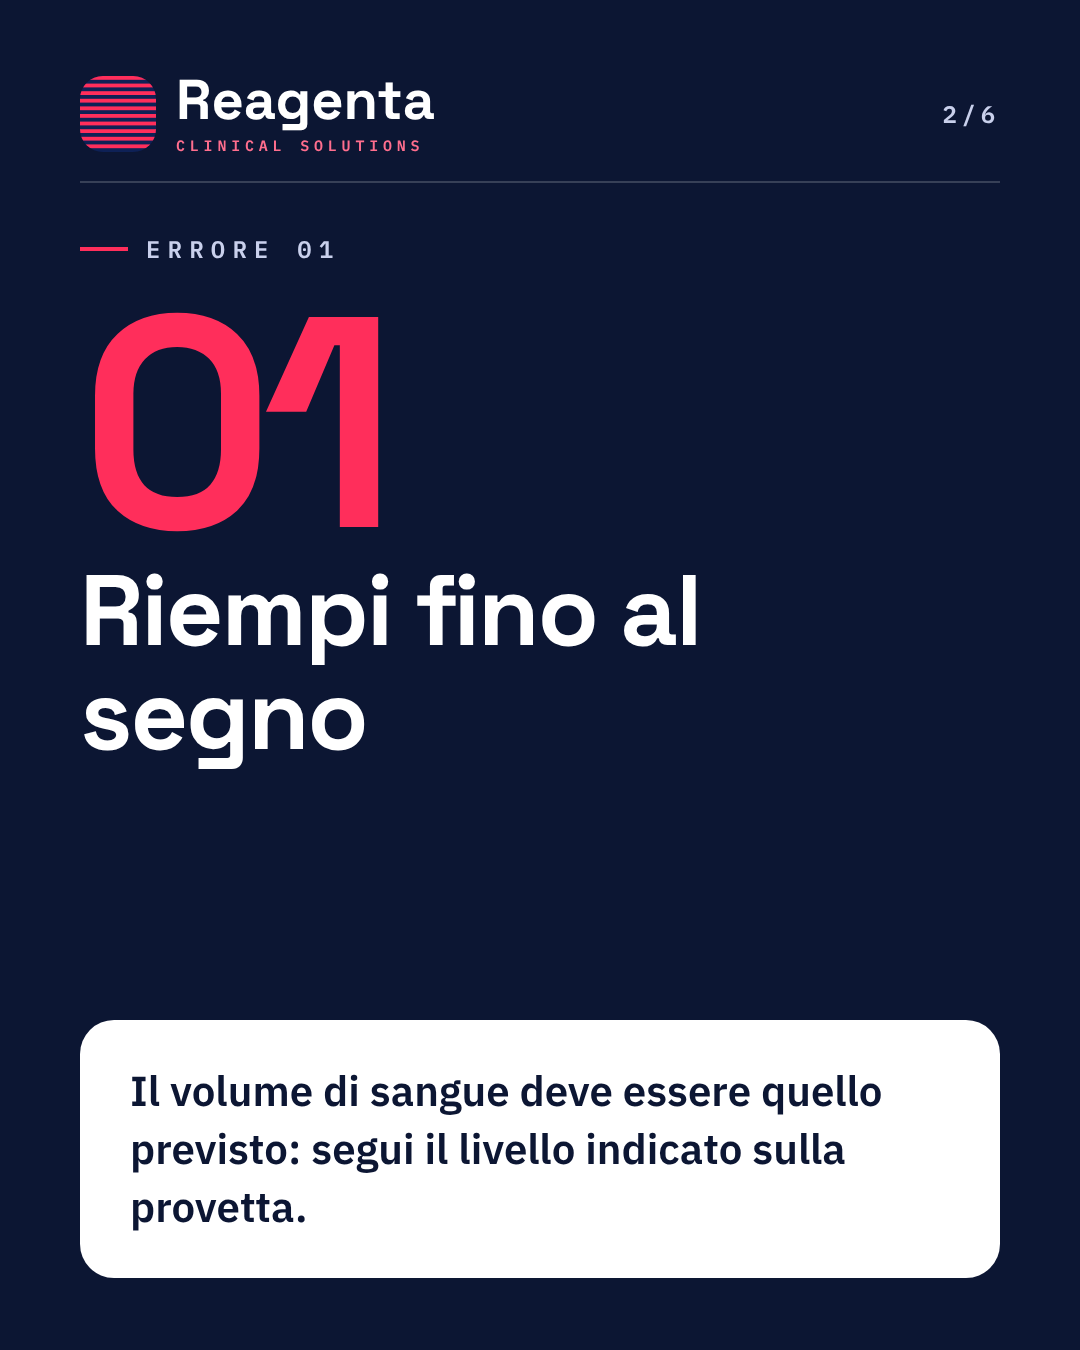 Reagenta
CLINICAL SOLUTIONS
2/6
ERRORE 01
01
Riempi fino al
segno
Il volume di sangue deve essere quello
previsto: segui il livello indicato sulla
provetta.